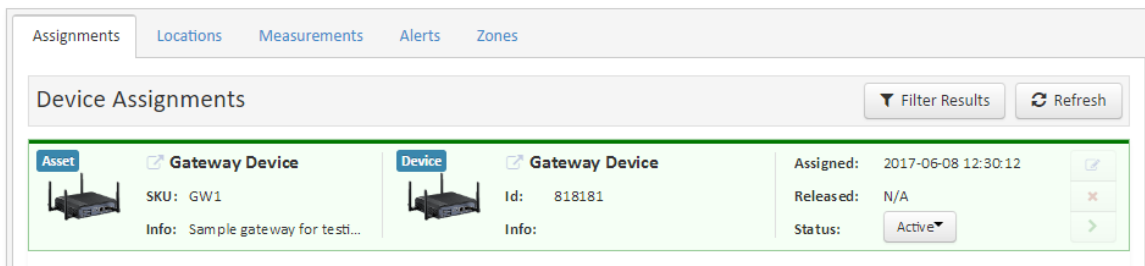 Assignments Locations Measurements Alerts Zones
Device Assignments Filter Results Refresh
Asset Gateway Device Device Gateway Device Assigned: 2017-06-08 12:30:12
SKU: GW1 Id: 818181 Released: N/A
Info: Sample gateway for testi... Info: Status: Active